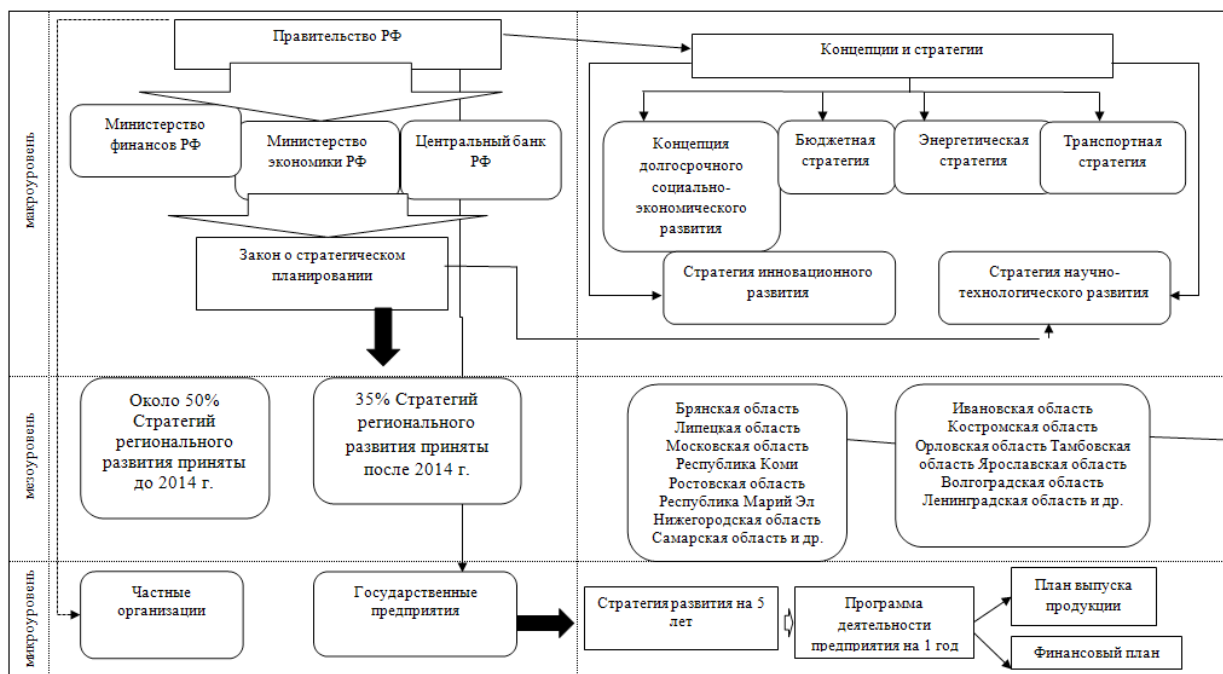 макроуровень
Правительство РФ
Министерство
финансов РФ
Министерство
экономики РФ
Центральный банк
РФ
Закон о стратегическом
планировании
Концепции и стратегии
Концепция
долгосрочного
социально-
экономического
развития
Бюджетная
стратегия
Энергетическая
стратегия
Транспортная
стратегия
Стратегия инновационного
развития
Стратегия научно-
технологического развития
мезоуровень
Около 50%
Стратегий
регионального
развития приняты
до 2014 г.
35% Стратегий
регионального
развития приняты
после 2014 г.
Брянская область
Липецкая область
Московская область
Республика Коми
Ростовская область
Республика Марий Эл
Нижегородская область
Самарская область и др.
Ивановская область
Костромская область
Орловская область Тамбовская
область Ярославская область
Волгоградская область
Ленинградская область и др.
микроуровень
Частные
организации
Государственные
предприятия
Стратегия развития на 5
лет
Программа
деятельности
предприятия на 1 год
План выпуска
продукции
Финансовый план